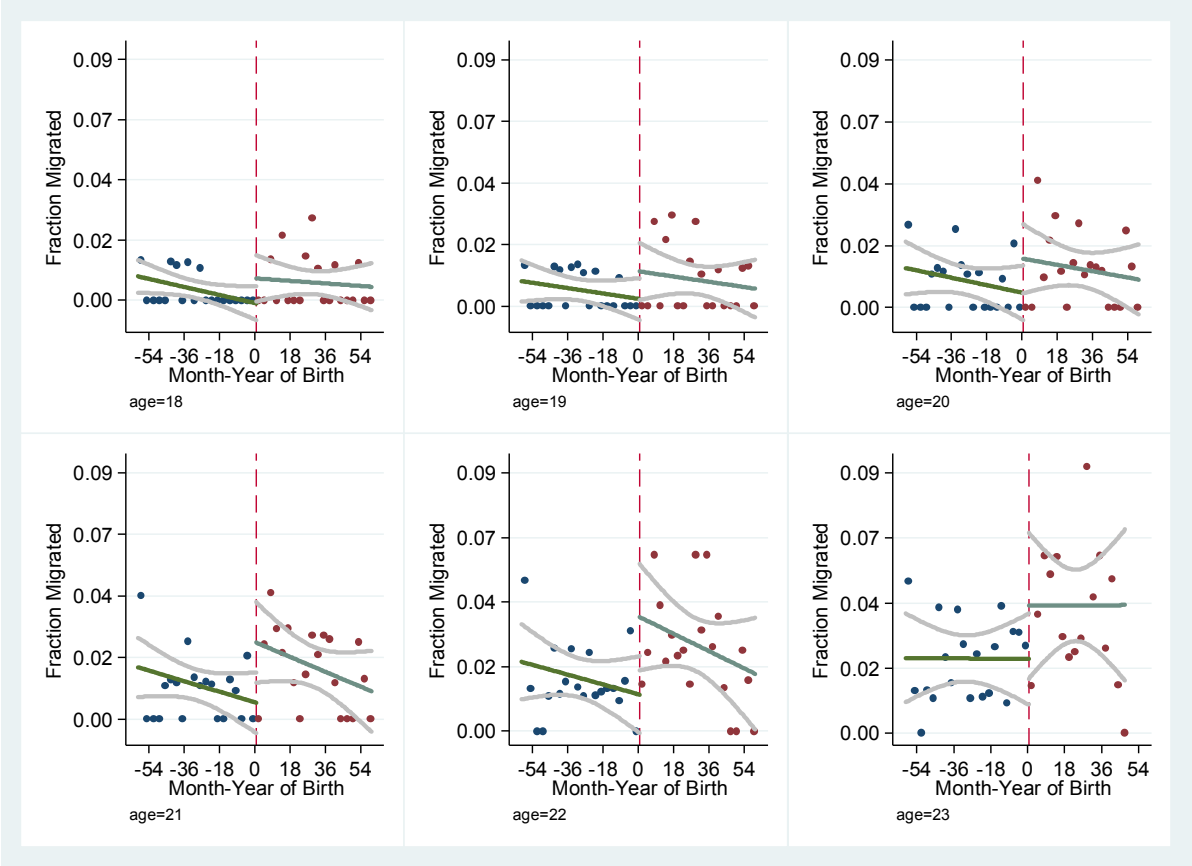 0.09
0.07
0.04
0.02
0.00
Fraction Migrated
-54 -36 -18 0 18 36 54
Month-Year of Birth
age=18
0.09
0.07
0.04
0.02
0.00
Fraction Migrated
-54 -36 -18 0 18 36 54
Month-Year of Birth
age=19
0.09
0.07
0.04
0.02
0.00
Fraction Migrated
-54 -36 -18 0 18 36 54
Month-Year of Birth
age=20
0.09
0.07
0.04
0.02
0.00
Fraction Migrated
-54 -36 -18 0 18 36 54
Month-Year of Birth
age=21
0.09
0.07
0.04
0.02
0.00
Fraction Migrated
-54 -36 -18 0 18 36 54
Month-Year of Birth
age=22
0.09
0.07
0.04
0.02
0.00
Fraction Migrated
-54 -36 -18 0 18 36 54
Month-Year of Birth
age=23